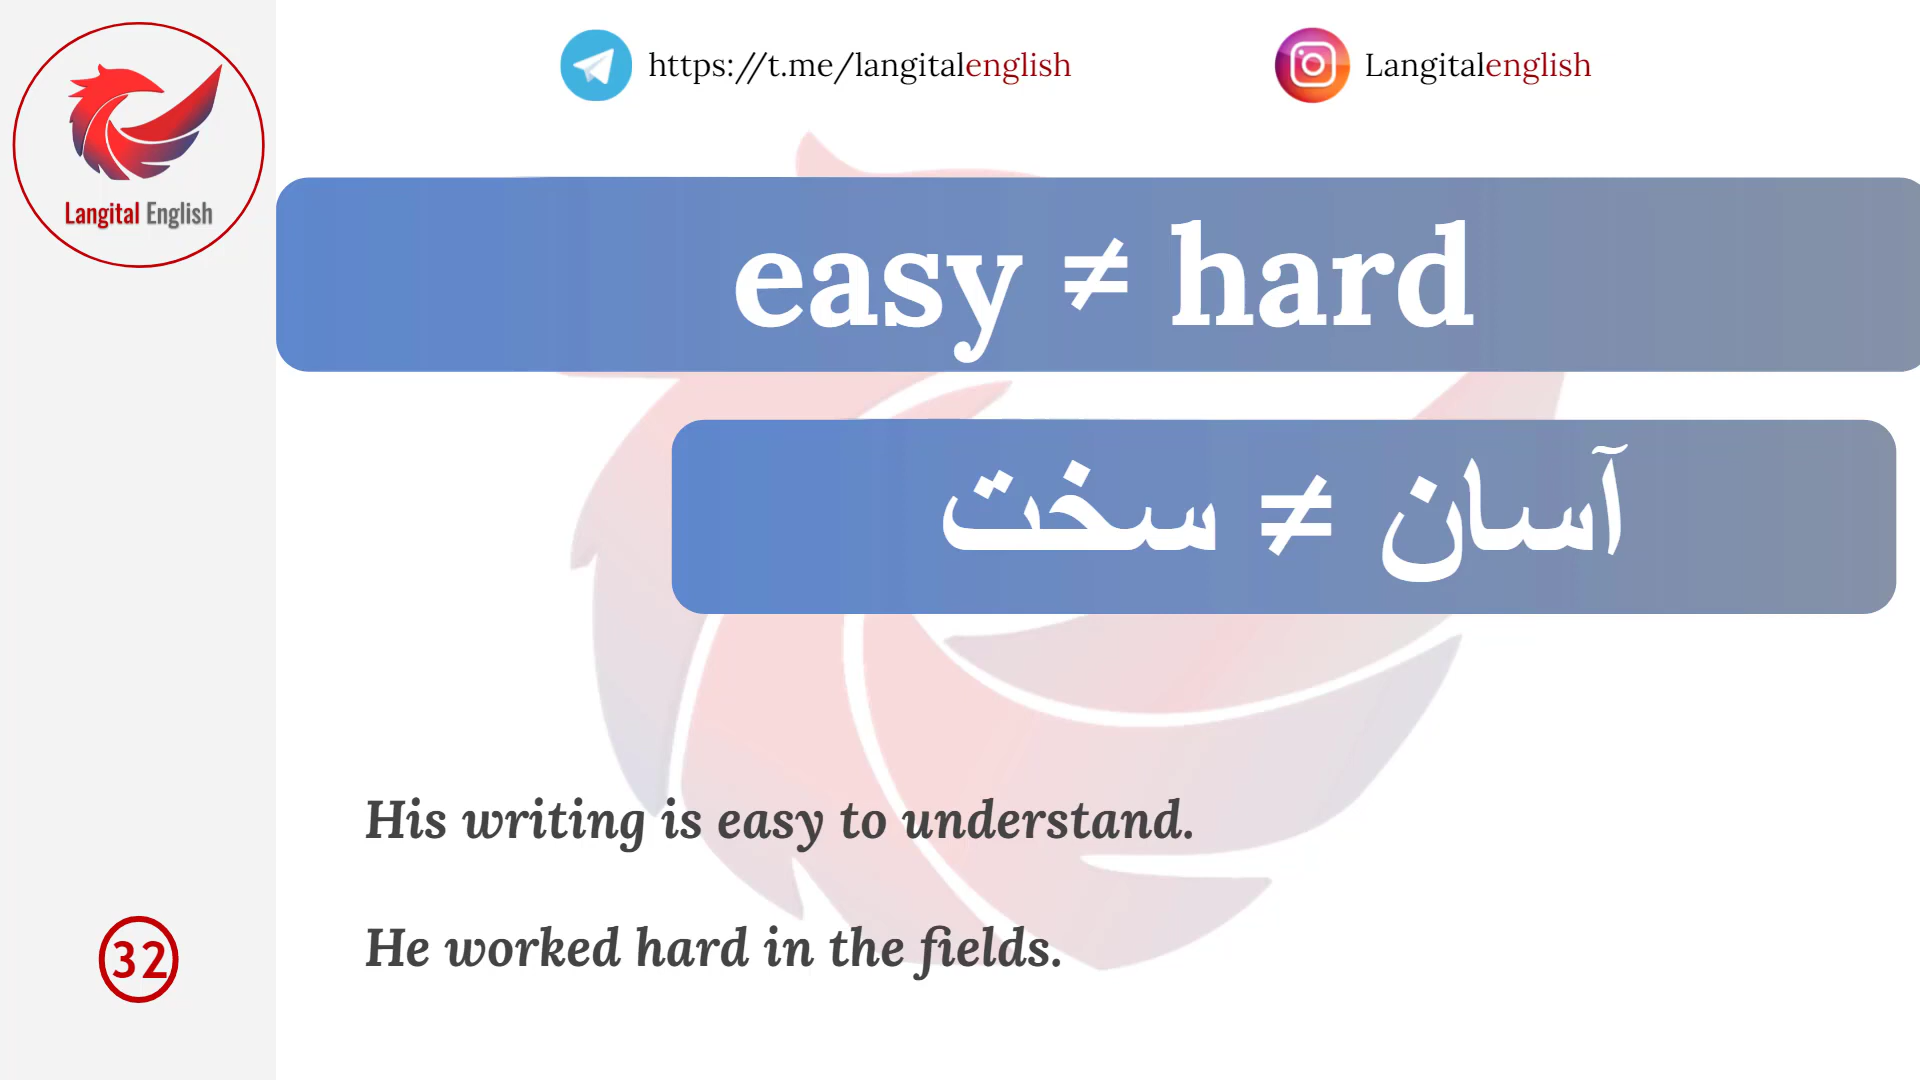 https://t.me/langitalenglish
Langitalenglish
Langital English
easy ≠ hard
آسان ≠ سخت
His writing is easy to understand.
He worked hard in the fields.
32